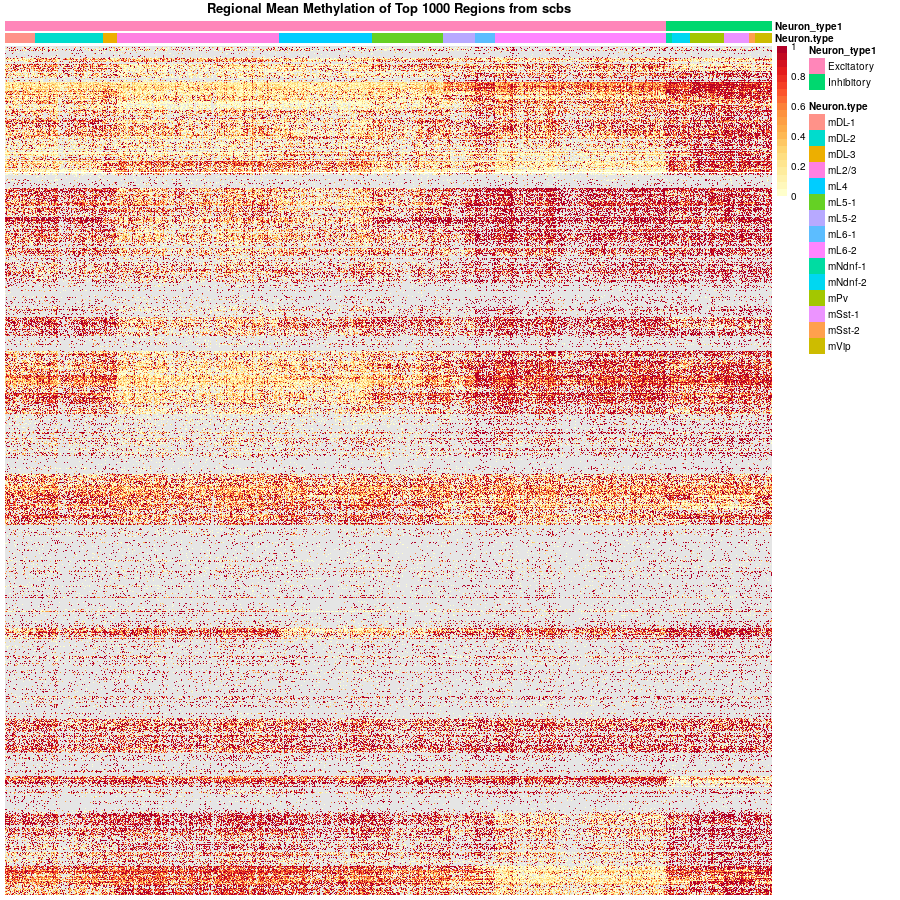 Regional Mean Methylation of Top 1000 Regions from scbs
Neuron_type1
Neuron.type
1
0.8
0.6
0.4
0.2
0
Neuron_type1
Excitatory
Inhibitory
Neuron.type
mDL-1
mDL-2
mDL-3
mL2/3
mL4
mL5-1
mL5-2
mL6-1
mL6-2
mNdnf-1
mNdnf-2
mPv
mSst-1
mSst-2
mVip